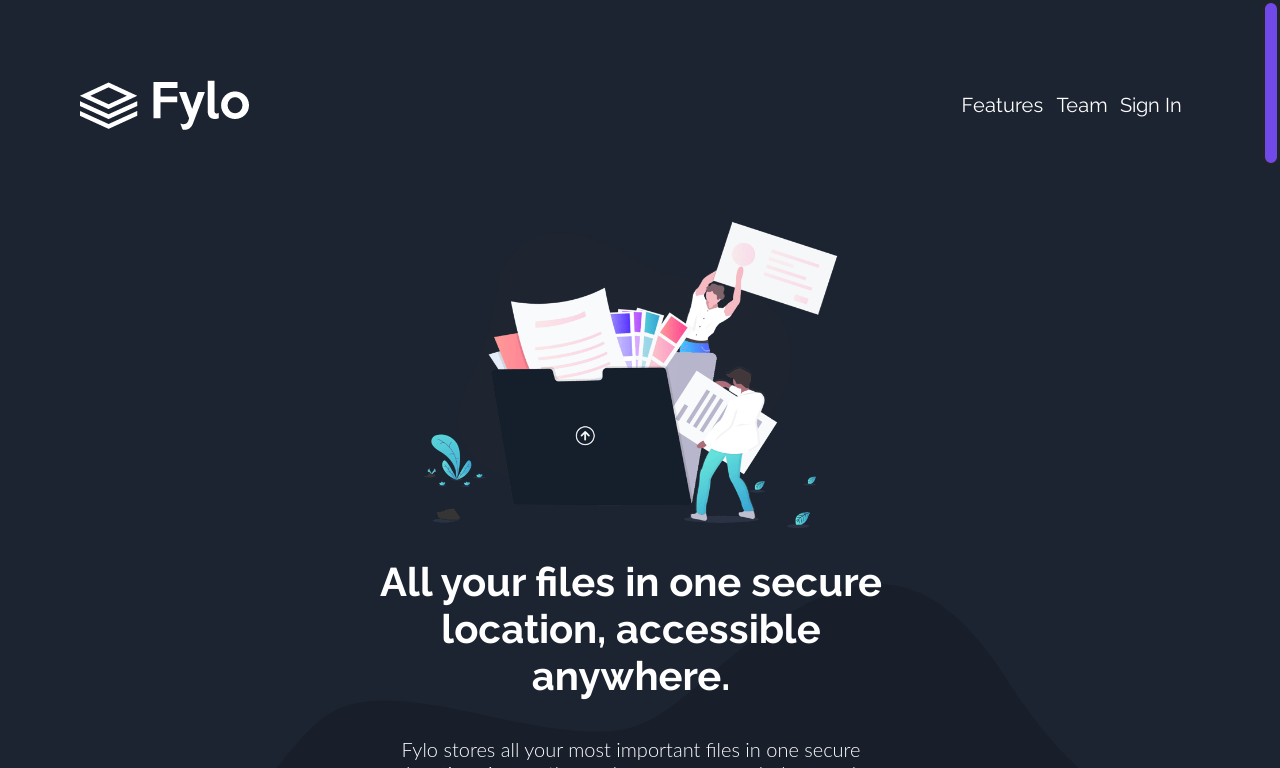 Fylo
Features Team Sign In
All your files in one secure
location, accessible
anywhere.
Fylo stores all your most important files in one secure